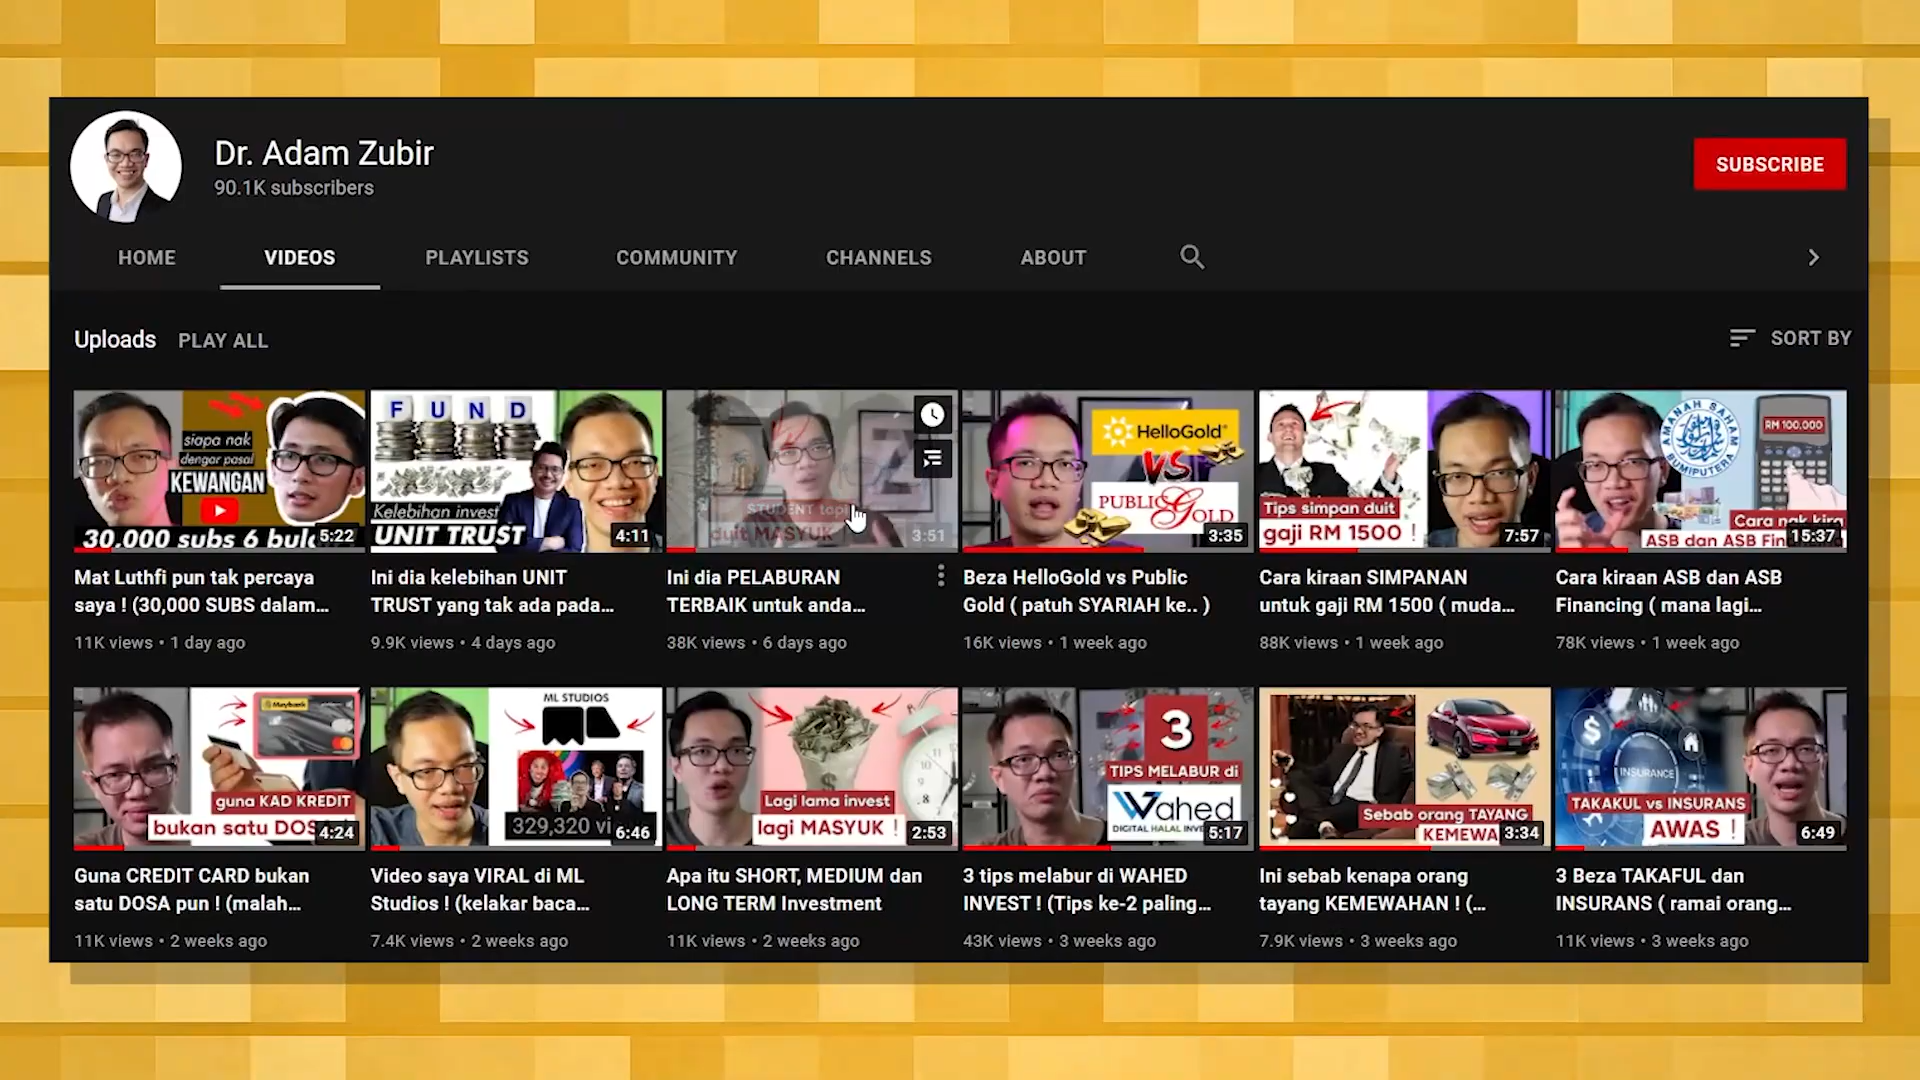 Dr. Adam Zubir
90.1K subscribers
SUBSCRIBE
HOME VIDEOS PLAYLISTS COMMUNITY CHANNELS ABOUT
Uploads PLAY ALL
SORT BY
siapa nak
dengar pasal
KEWANGAN
30,000 subs 6 bul
5:22
FUND
Kelebihan invest
UNIT TRUST
4:11
STUDENT tapi
duit MASYUK
3:51
HelloGold
VS
PUBLIC GOLD
3:35
Tips simpan duit
gaji RM 1500 !
7:57
AMANAH SAHAM
BUMIPUTERA
RM 100,000
Cara nak kira
ASB dan ASB Fin
15:37
Mat Luthfi pun tak percaya
saya ! (30,000 SUBS dalam...
11K views • 1 day ago
Ini dia kelebihan UNIT
TRUST yang tak ada pada...
9.9K views • 4 days ago
Ini dia PELABURAN
TERBAIK untuk anda...
38K views • 6 days ago
Beza HelloGold vs Public
Gold ( patuh SYARIAH ke.. )
16K views • 1 week ago
Cara kiraan SIMPANAN
untuk gaji RM 1500 ( muda...
88K views • 1 week ago
Cara kiraan ASB dan ASB
Financing ( mana lagi...
78K views • 1 week ago
Maybank
guna KAD KREDIT
bukan satu DOS
4:24
ML STUDIOS
329,320 vi
6:46
Lagi lama invest
lagi MASYUK !
2:53
3
TIPS MELABUR di
Wahed
DIGITAL HALAL INVE
5:17
Sebab orang TAYANG
KEMEWA
3:34
INSURANCE
TAKAKUL vs INSURANS
AWAS !
6:49
Guna CREDIT CARD bukan
satu DOSA pun ! (malah...
11K views • 2 weeks ago
Video saya VIRAL di ML
Studios ! (kelakar baca...
7.4K views • 2 weeks ago
Apa itu SHORT, MEDIUM dan
LONG TERM Investment
11K views • 2 weeks ago
3 tips melabur di WAHED
INVEST ! (Tips ke-2 paling...
43K views • 3 weeks ago
Ini sebab kenapa orang
tayang KEMEWAHAN ! (...
7.9K views • 3 weeks ago
3 Beza TAKAFUL dan
INSURANS ( ramai orang...
11K views • 3 weeks ago